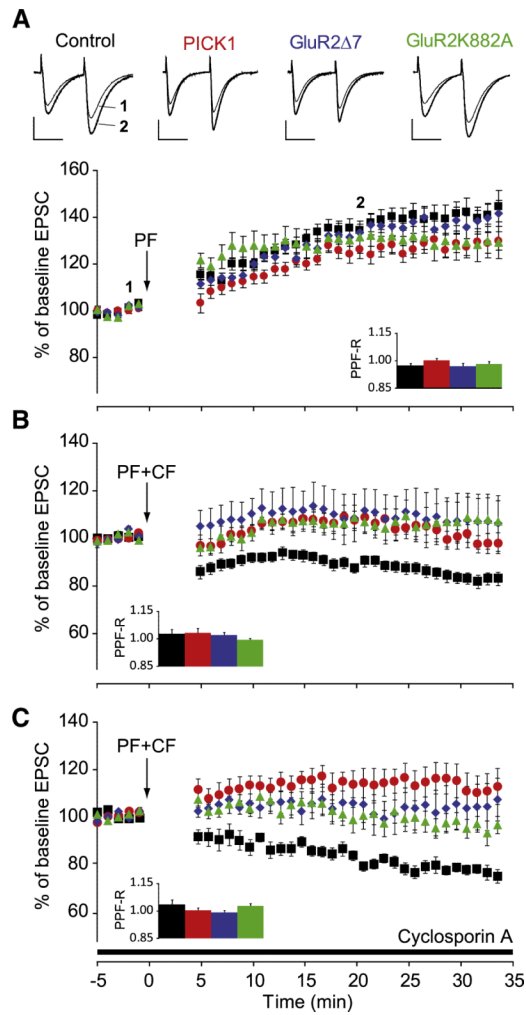 A
Control PICK1 GluR2Δ7 GluR2K882A
1
2
160
140
120
100
80
% of baseline EPSC
PF
1
2
1.15
1.00
0.85
PPF-R
B
140
120
100
80
60
% of baseline EPSC
PF+CF
1.15
1.00
0.85
PPF-R
C
140
120
100
80
60
% of baseline EPSC
PF+CF
1.15
1.00
0.85
PPF-R
Cyclosporin A
-5 0 5 10 15 20 25 30 35
Time (min)